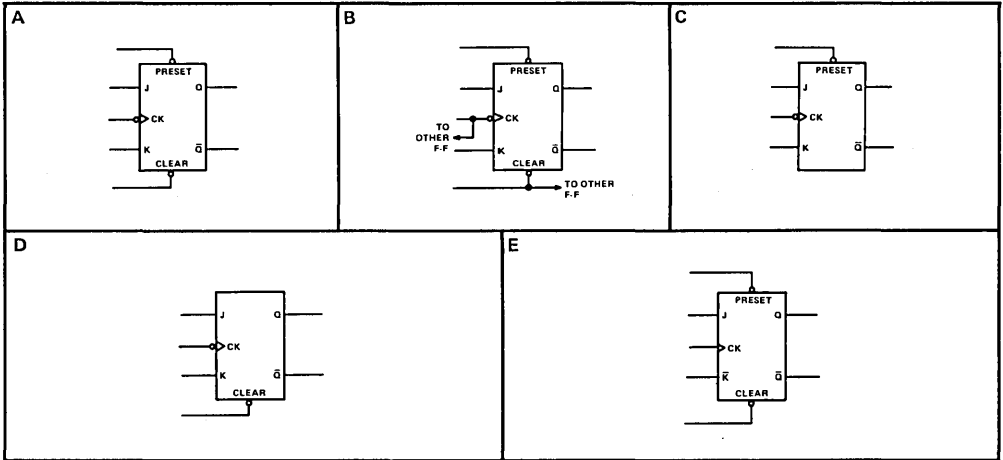 A
PRESET
J Q
CK
K Q̅
CLEAR
B
PRESET
J Q
CK
TO
OTHER
F-F
K Q̅
CLEAR
TO OTHER
F-F
C
PRESET
J Q
CK
K Q̅
D
J Q
CK
K Q̅
CLEAR
E
PRESET
J Q
CK
K̅ Q̅
CLEAR